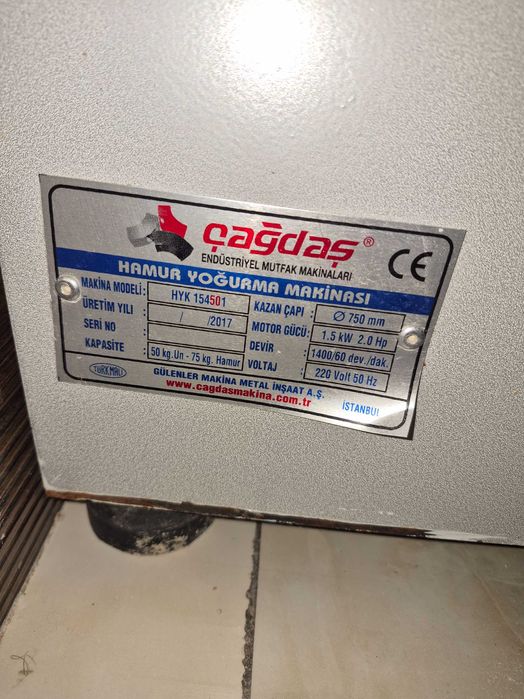 çağdaş®
ENDÜSTRİYEL MUTFAK MAKİNALARI
CE
HAMUR YOĞURMA MAKİNASI
MAKİNA MODELİ : HYK 154501
ÜRETİM YILI : / /2017
SERİ NO :
KAPASİTE : 50 kg.Un - 75 kg. Hamur
KAZAN ÇAPI : Ø 750 mm
MOTOR GÜCÜ : 1.5 kW 2.0 Hp
DEVİR : 1400/60 dev./dak.
VOLTAJ : 220 Volt 50 Hz
TÜRK MALI
GÜLENLER MAKİNA METAL İNŞAAT A.Ş.
www.cagdasmakina.com.tr
İSTANBUL